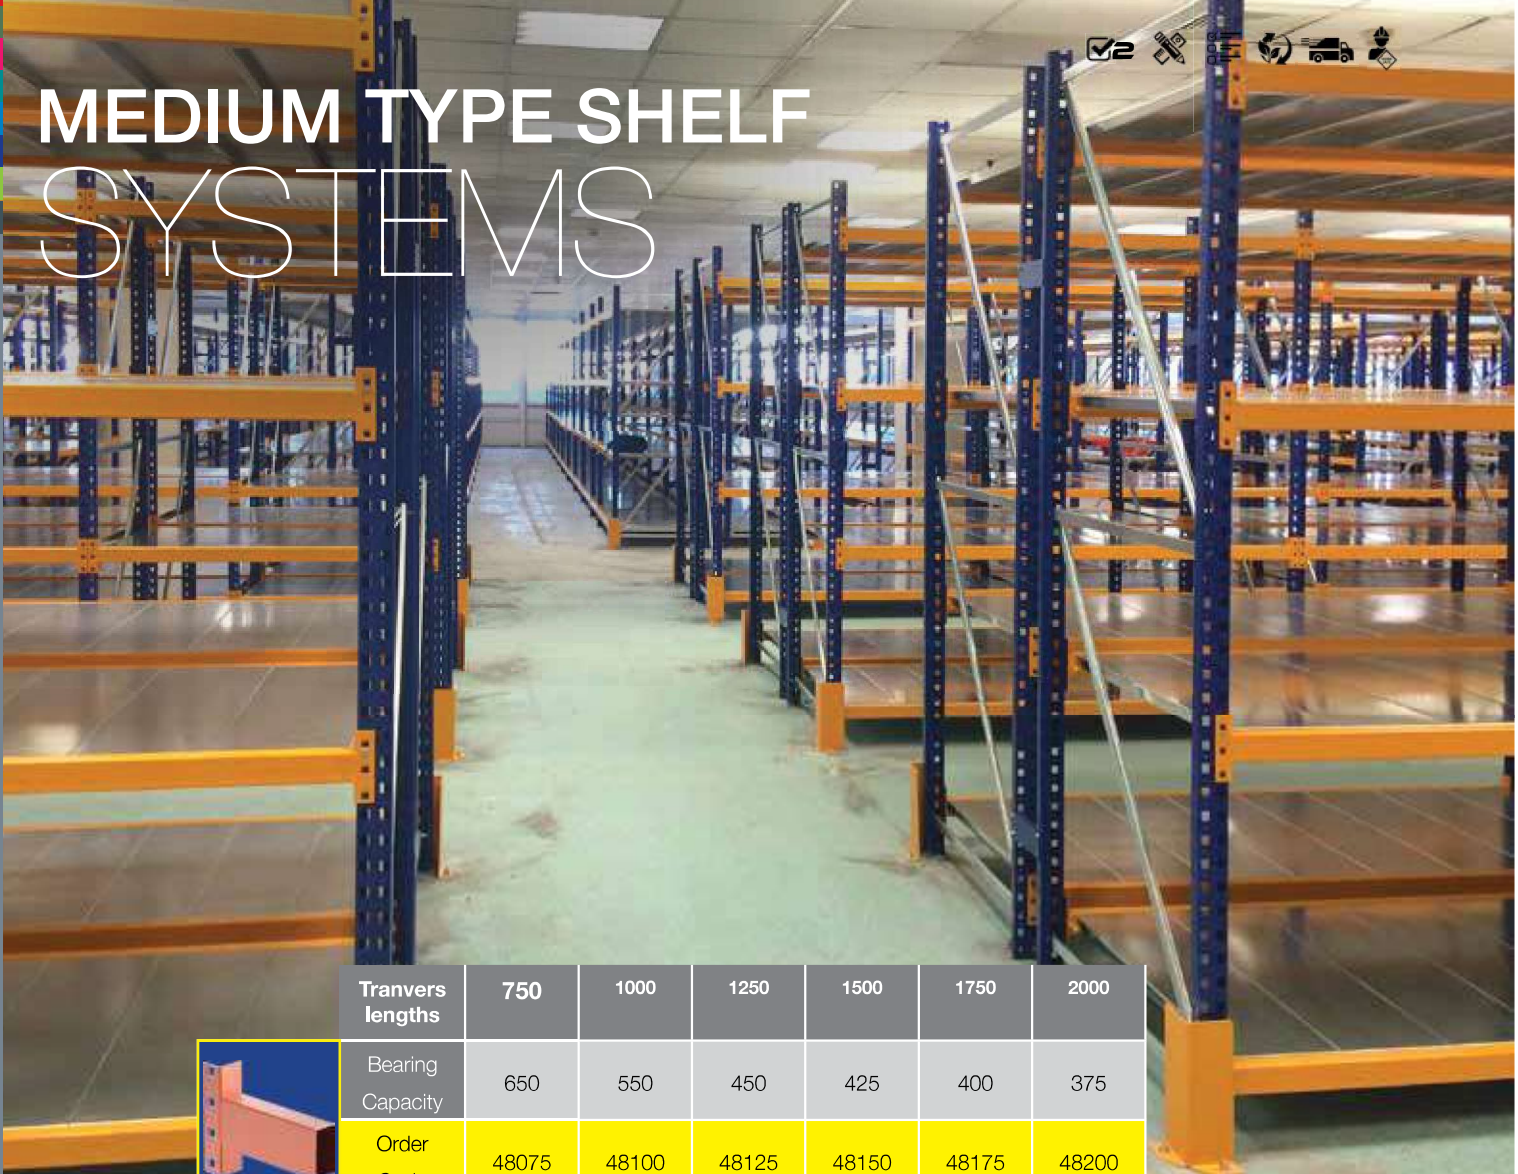 2
MEDIUM TYPE SHELF
SYSTEMS
Tranvers lengths 750 1000 1250 1500 1750 2000
Bearing Capacity 650 550 450 425 400 375
Order 48075 48100 48125 48150 48175 48200